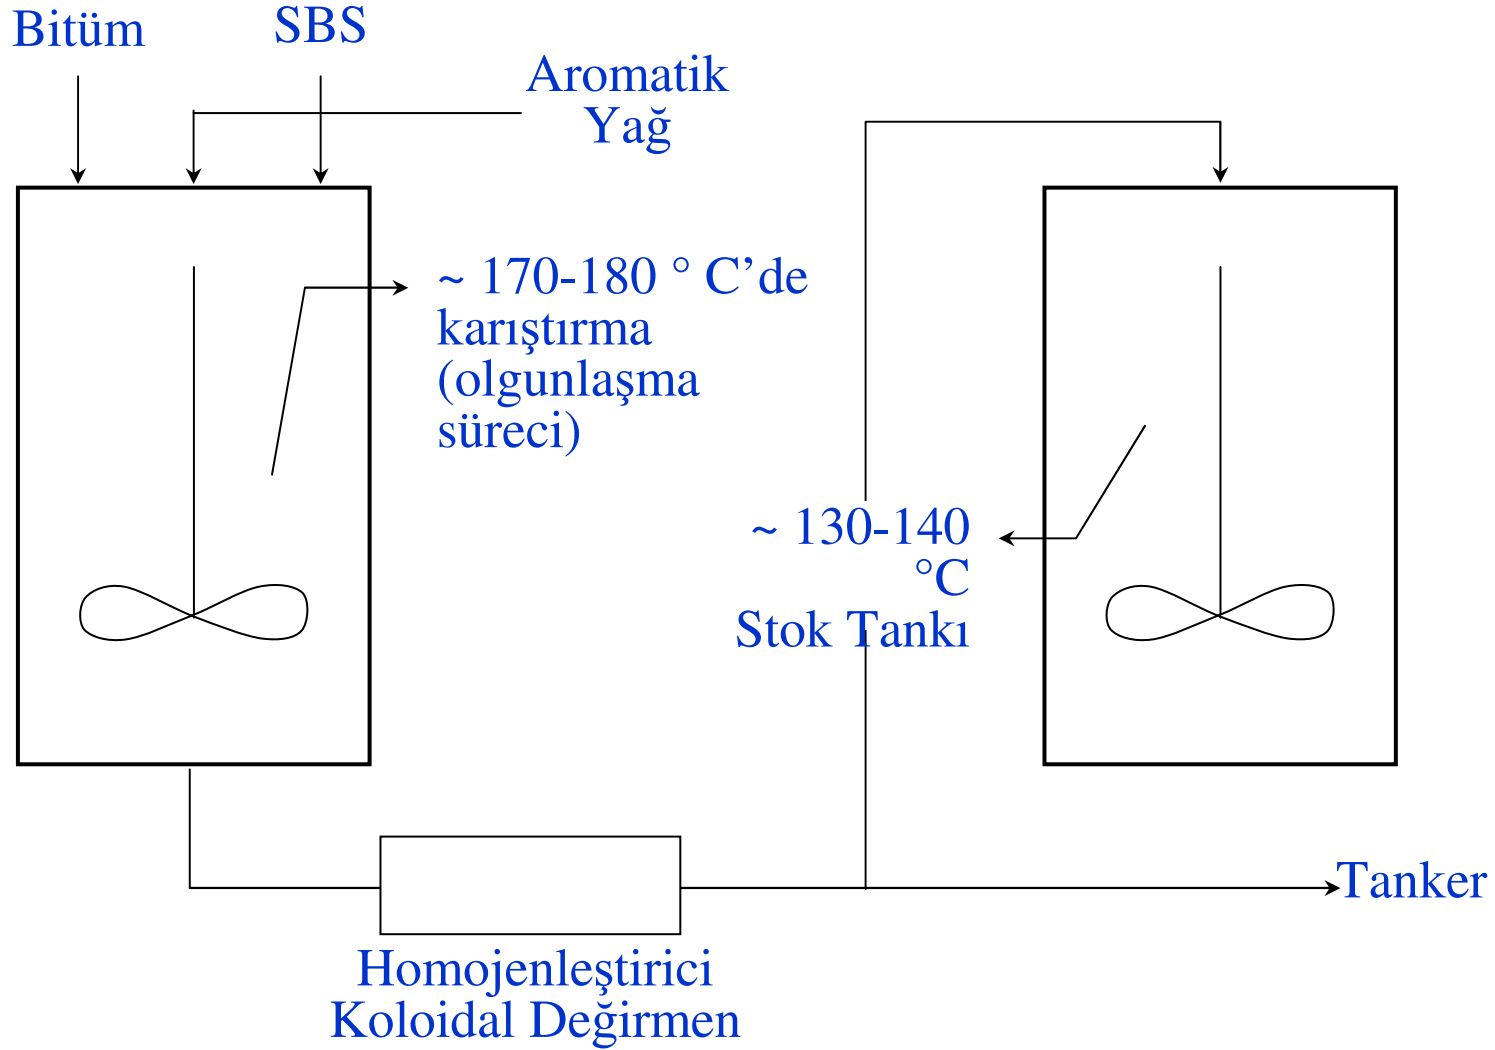 Bitüm
SBS
Aromatik
Yağ
~ 170-180 ° C’de
karıştırma
(olgunlaşma
süreci)
~ 130-140
°C
Stok Tankı
Tanker
Homojenleştirici
Koloidal Değirmen